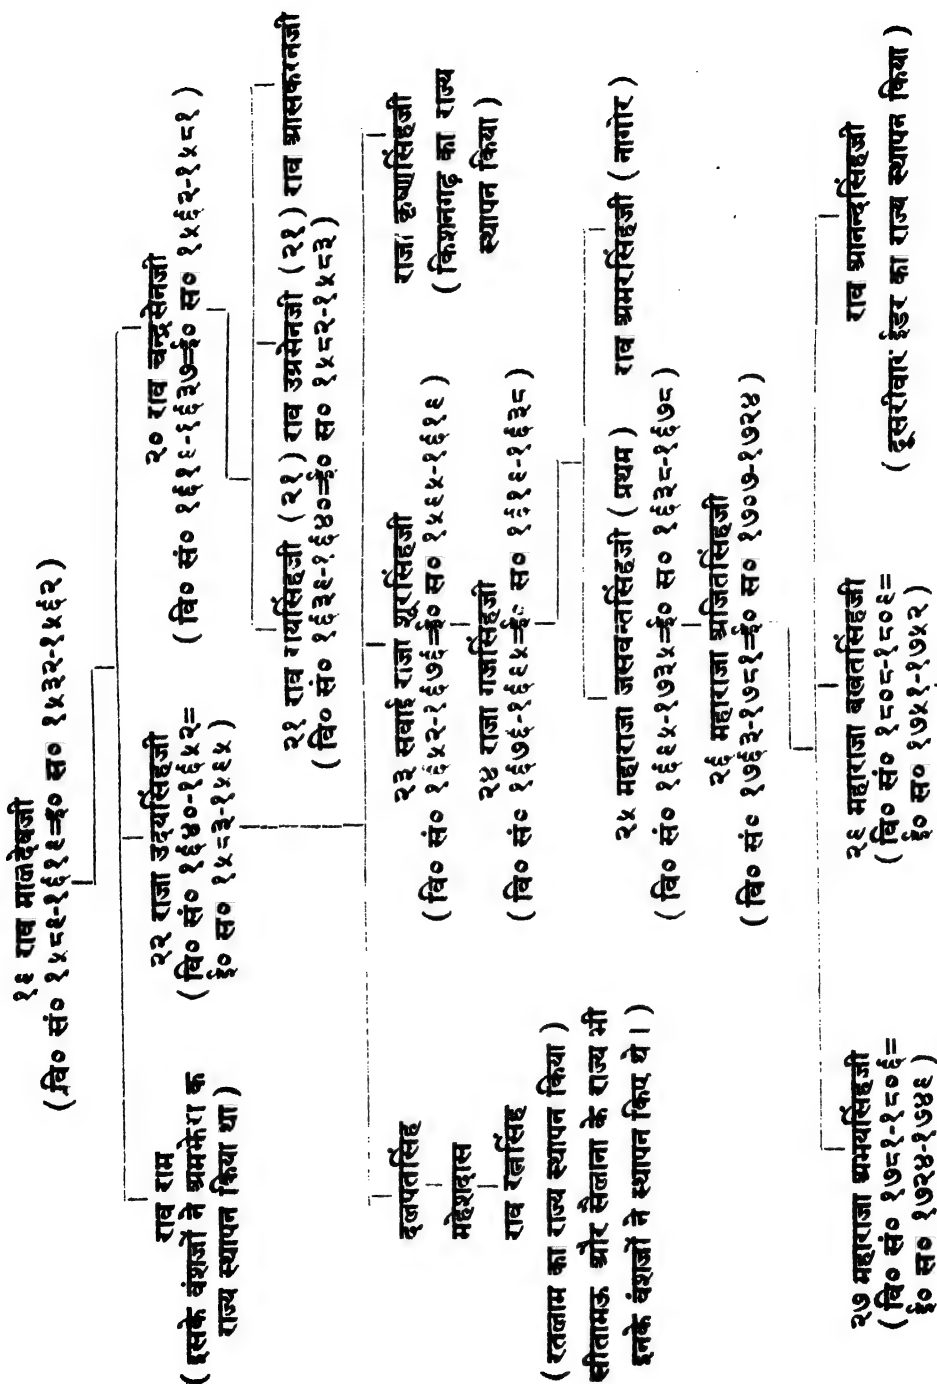 १९ राव मालदेवजी
( वि० सं० १५८९-१६१९=ई० स० १५३२-१५६२ )
राव राम
( इसके वंशजों ने अमझेरा क
राज्य स्थापन किया था )
२२ राजा उदयसिंहजी
( वि० सं० १६४०-१६५२=
ई० स० १५८३-१५९५ )
२० राव चन्द्रसेनजी
( वि० सं० १६१९-१६३७=ई० स० १५६२-१५८१ )
२१ राव रायसिंहजी (२१) राव उग्रसेनजी (२१) राव आसकरनजी
( वि० सं० १६३९-१६४०=ई० स० १५८२-१५८३ )
दलपतसिंह
महेशदास
राव रत्नसिंह
( रतलाम का राज्य स्थापन किया )
सीतामऊ और सैलाना के राज्य भी
इनके वंशजों ने स्थापन किए थे । )
२३ सवाई राजा शूरसिंहजी
( वि० सं० १६५२-१६७६=ई० स० १५९५-१६१९ )
राजा कृष्णसिंहजी
( किशनगढ़ का राज्य
स्थापन किया )
२४ राजा गजसिंहजी
( वि० सं० १६७६-१६९५=ई० स० १६१९-१६३८ )
२५ महाराजा जसवन्तसिंहजी ( प्रथम ) राव अमरसिंहजी ( नागोर )
( वि० सं० १६९५-१७३५=ई० स० १६३८-१६७८ )
२६ महाराजा अजितसिंहजी
( वि० सं० १७६३-१७८१=ई० स० १७०७-१७२४ )
२७ महाराजा अभयसिंहजी
( वि० सं० १७८१-१८०६=
ई० स० १७२४-१७४९ )
२९ महाराजा बखतसिंहजी
( वि० सं० १८०८-१८०९=
ई० स० १७५१-१७५२ )
राव आनन्दसिंहजी
( दूसरीवार ईडर का राज्य स्थापन किया )